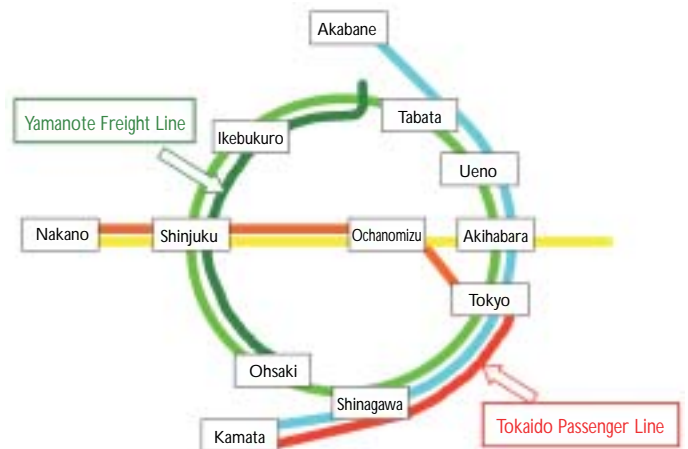 Akabane
Yamanote Freight Line
Tabata
Ikebukuro
Ueno
Nakano
Shinjuku
Ochanomizu
Akihabara
Tokyo
Ohsaki
Shinagawa
Kamata
Tokaido Passenger Line